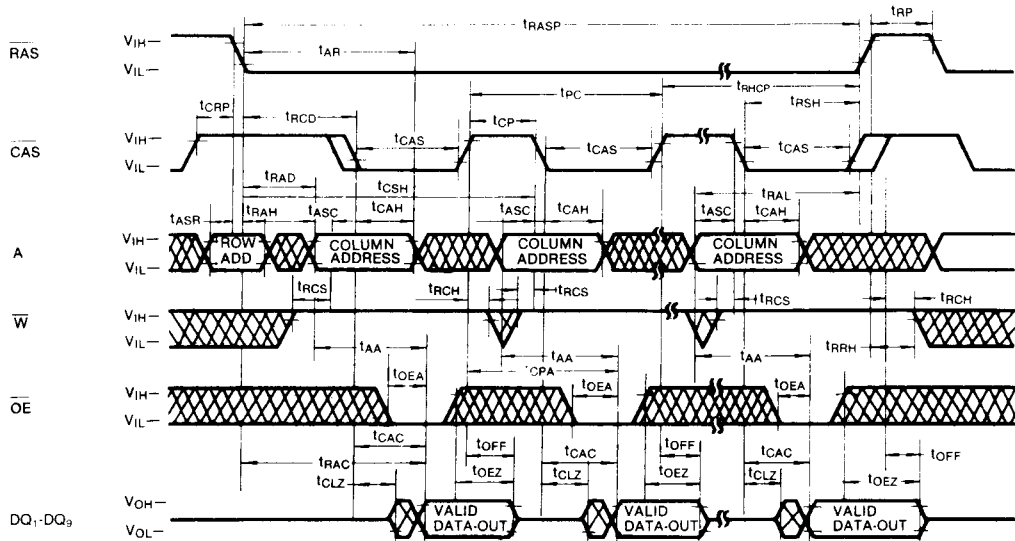 tRASP
tRP
RAS
VIH
VIL
tAR
tCRP
tRCD
tPC
tRHCP
tRSH
CAS
VIH
VIL
tCAS
tCP
tCAS
tCAS
tRAD
tCSH
tRAL
tASR
tRAH
tASC
tCAH
tASC
tCAH
tASC
tCAH
A
VIH
VIL
ROW
ADD
COLUMN
ADDRESS
COLUMN
ADDRESS
COLUMN
ADDRESS
tRCS
tRCH
tRCS
tRCS
tRCH
W
VIH
VIL
tAA
tAA
tAA
tRRH
CPA
tOEA
tOEA
tOEA
OE
VIH
VIL
tCAC
tOFF
tCAC
tOFF
tCAC
tOFF
tRAC
tCLZ
tOEZ
tCLZ
tOEZ
tCLZ
tOEZ
DQ1-DQ9
VOH
VOL
VALID
DATA-OUT
VALID
DATA-OUT
VALID
DATA-OUT